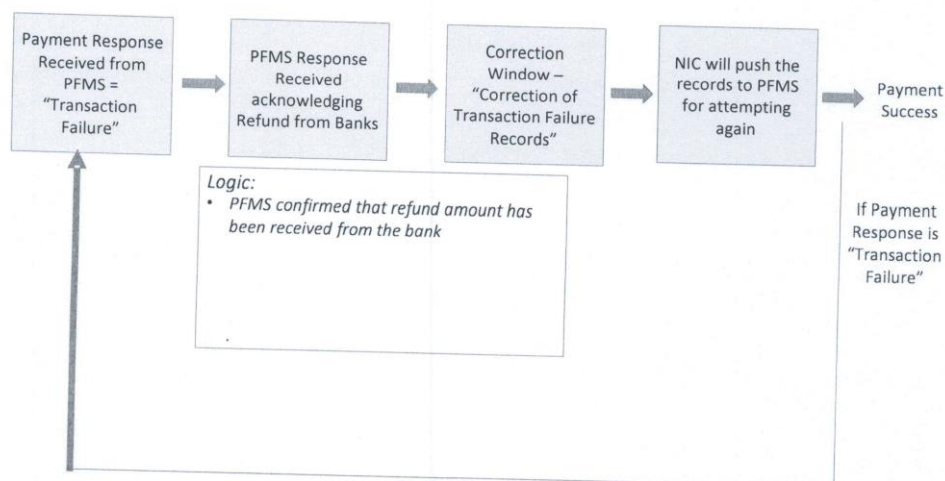 Payment Response
Received from
PFMS =
“Transaction
Failure”
PFMS Response
Received
acknowledging
Refund from Banks
Correction
Window –
“Correction of
Transaction Failure
Records”
NIC will push the
records to PFMS
for attempting
again
Payment
Success
Logic:
• PFMS confirmed that refund amount has
been received from the bank
.
If Payment
Response is
“Transaction
Failure”